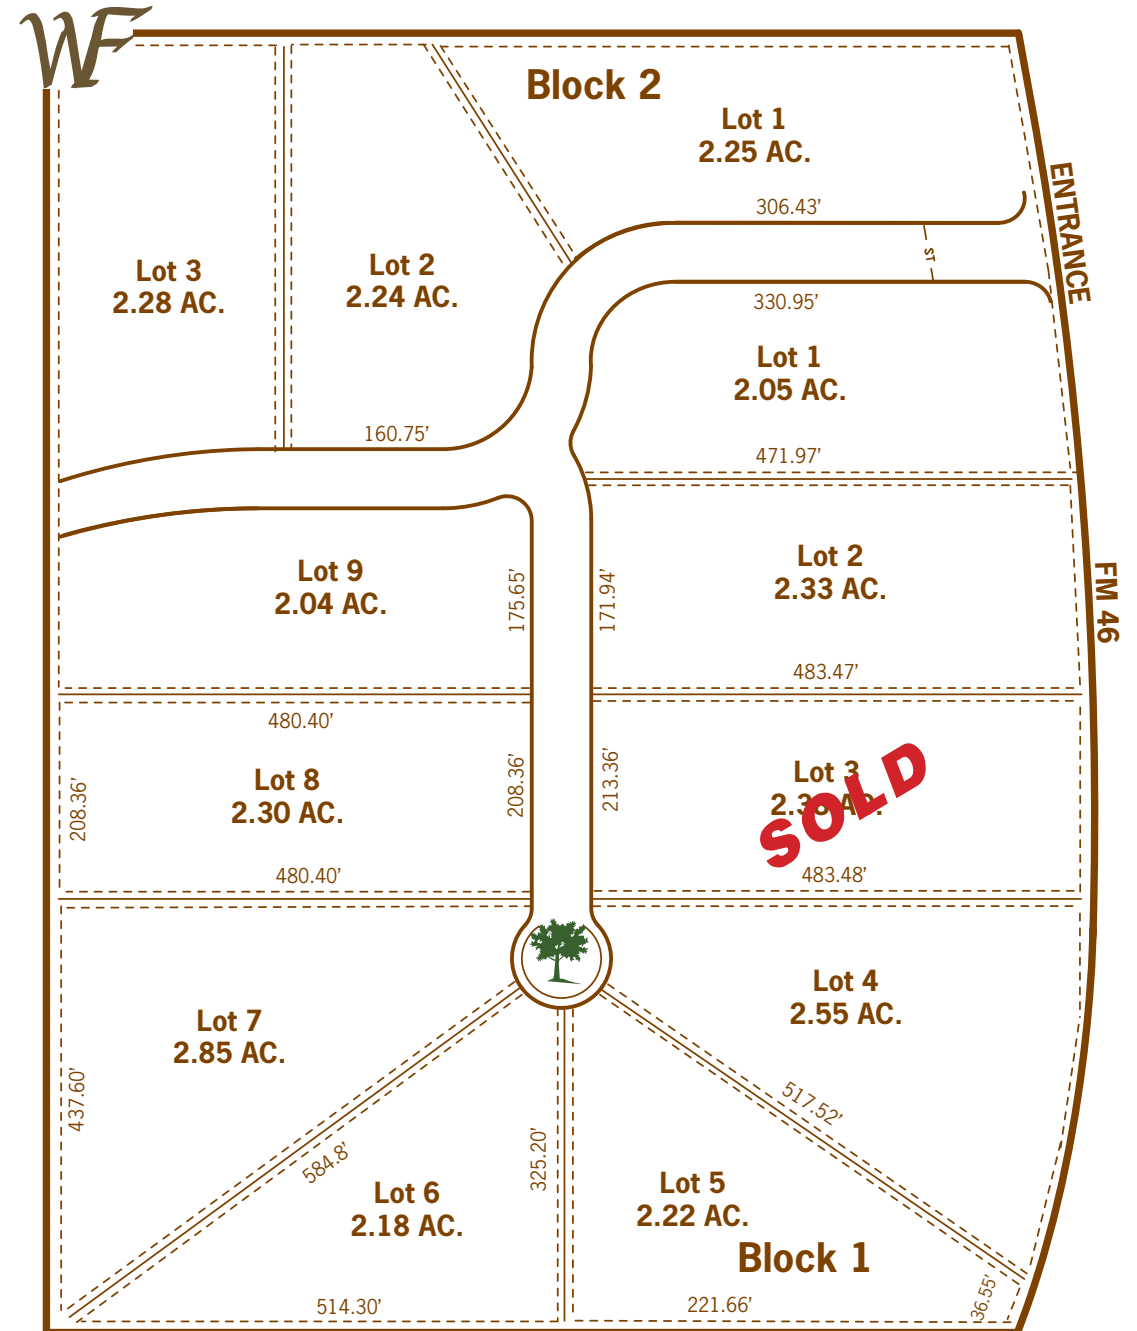 WF
Block 2
Lot 1
2.25 AC.
306.43’
ENTRANCE
ST
Lot 3
2.28 AC.
Lot 2
2.24 AC.
330.95’
Lot 1
2.05 AC.
160.75’
471.97’
Lot 9
2.04 AC.
175.65’
171.94’
Lot 2
2.33 AC.
FM 46
483.47’
480.40’
Lot 8
2.30 AC.
208.36’
208.36’
213.36’
Lot 3
SOLD
480.40’
483.48’
Lot 4
2.55 AC.
Lot 7
2.85 AC.
437.60’
517.52’
584.8’
325.20’
Lot 6
2.18 AC.
Lot 5
2.22 AC.
Block 1
514.30’
221.66’
36.55’